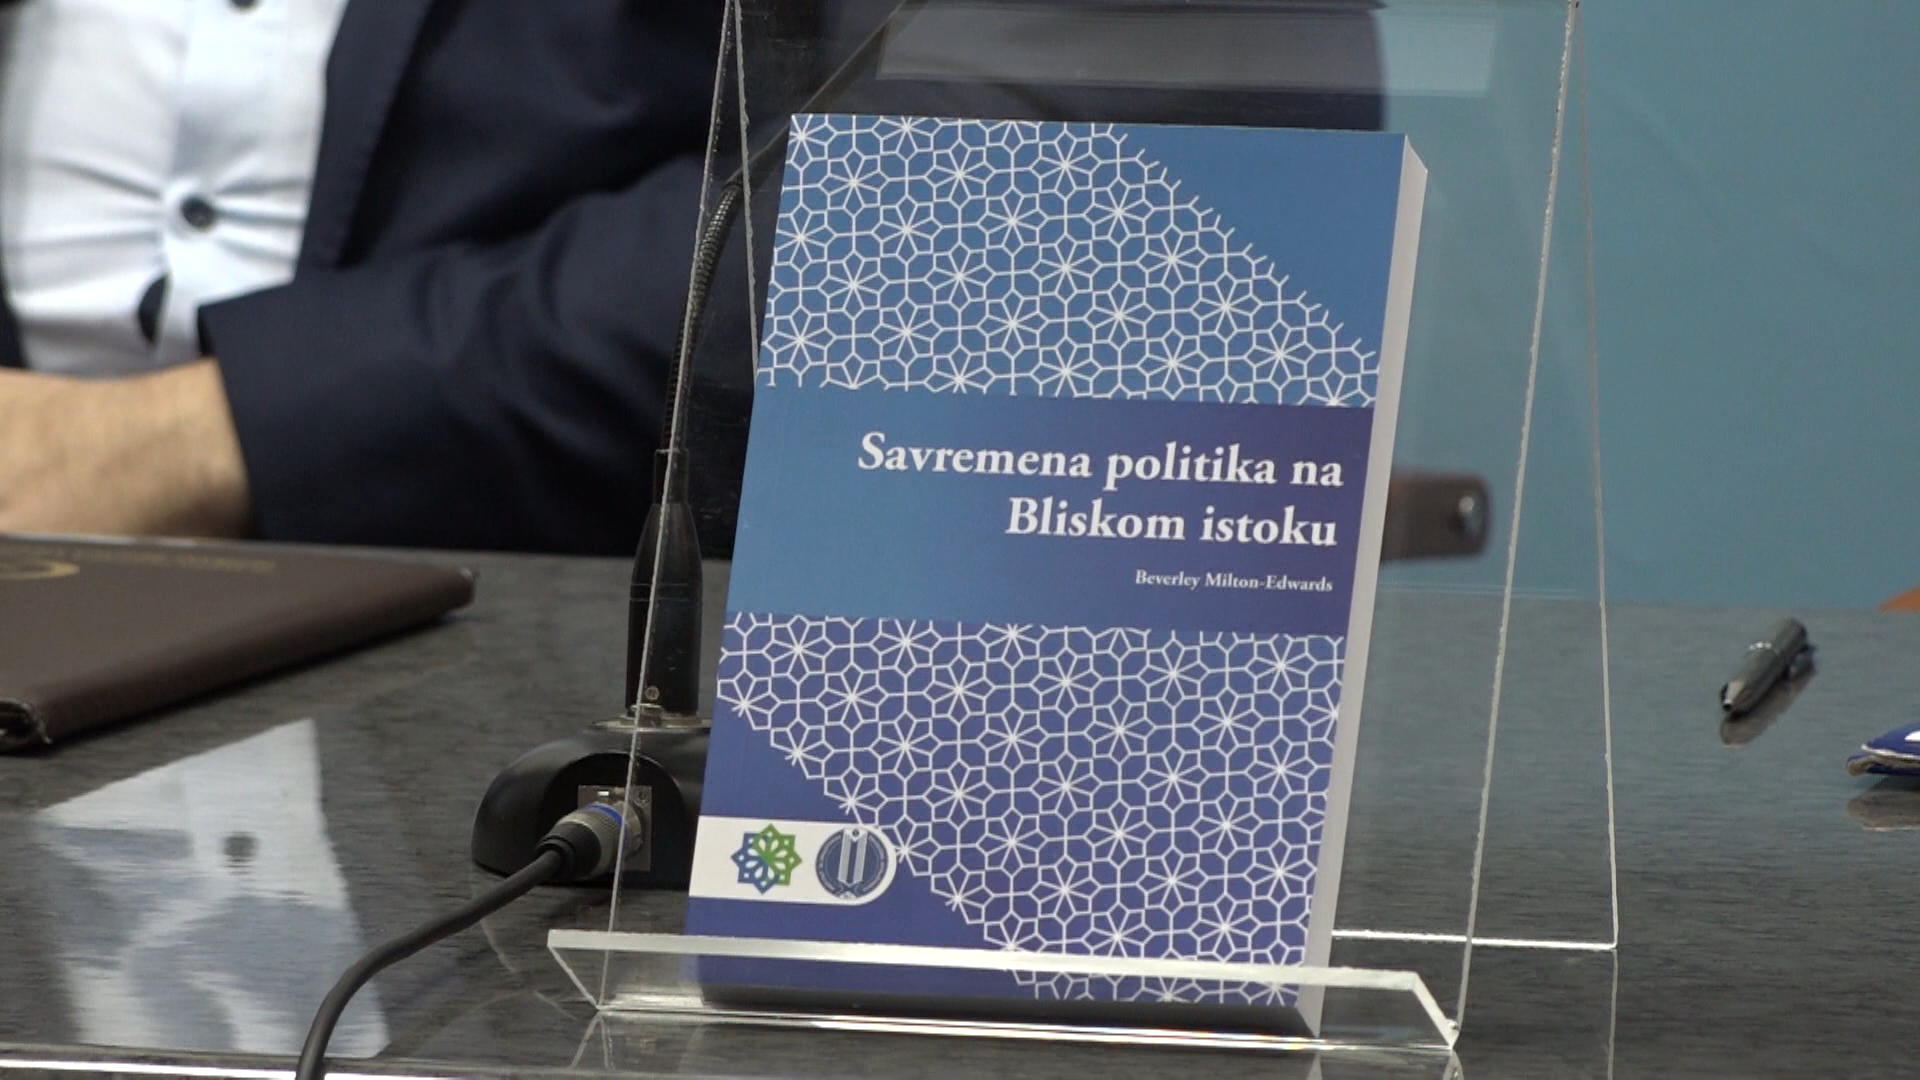 Savremena politika na
Bliskom istoku
Beverley Milton-Edwards